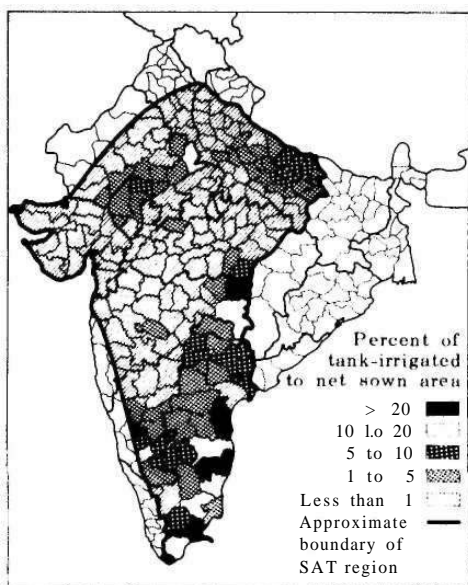 Percent of
tank-irrigated
to net sown area
> 20
10 l.o 20
5 to 10
1 to 5
Less than 1
Approximate
boundary of
SAT region